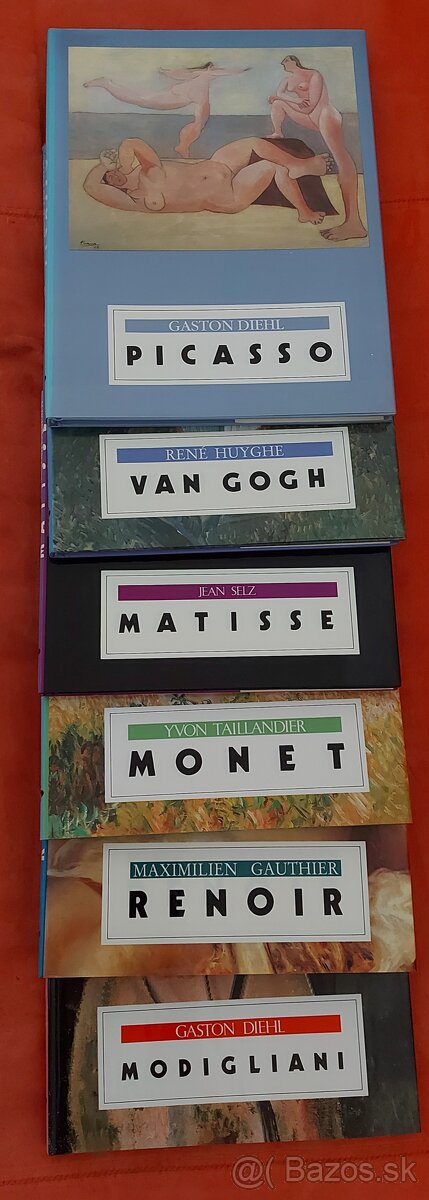 GASTON DIEHL
PICASSO
RENÉ HUYGHE
VAN GOGH
JEAN SELZ
MATISSE
YVON TAILLANDIER
MONET
MAXIMILIEN GAUTHIER
RENOIR
GASTON DIEHL
MODIGLIANI
@( Bazos.sk